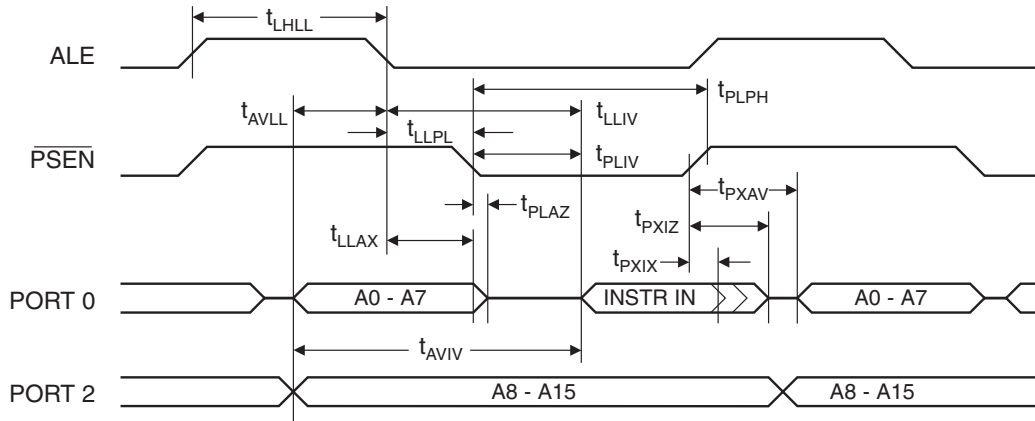 t_LHLL
ALE
t_PLPH
t_AVLL
t_LLIV
t_LLPL
PSEN
t_PLIV
t_PXAV
t_PLAZ
t_PXIZ
t_LLAX
t_PXIX
PORT 0
A0 - A7
INSTR IN
A0 - A7
t_AVIV
PORT 2
A8 - A15
A8 - A15